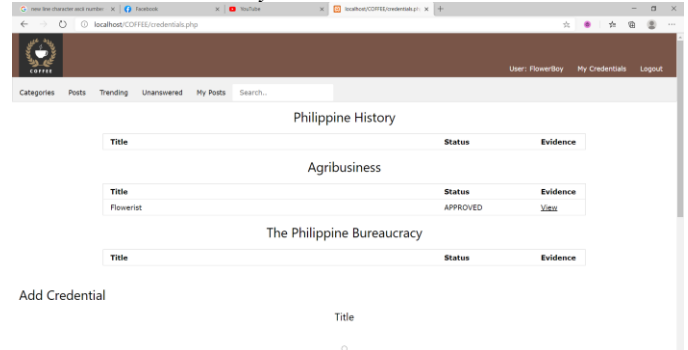 new line character sack number
Facebook
YouTube
localhost/COFFEE/credentials.ph
localhost/COFFEE/credentials.php
COFFEE
User: FlowerBoy My Credentials Logout
Categories Posts Trending Unanswered My Posts Search..
Philippine History
Title Status Evidence
Agribusiness
Title Status Evidence
Flowerist APPROVED View
The Philippine Bureaucracy
Title Status Evidence
Add Credential
Title